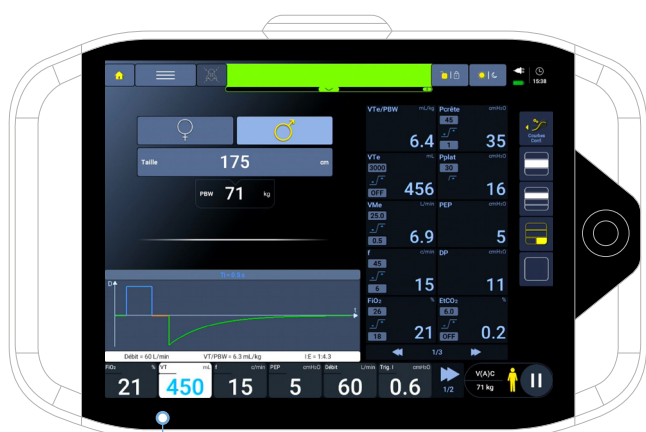 15:38
Taille 175 cm
PBW 71 kg
D
t
Débit = 60 L/min VT/PBW = 6.3 mL/kg I:E = 1:4.3
VTe/PBW mL/kg
6.4
Pcrête cmH2O
45
1
35
VTe mL
3000
OFF
456
Pplat cmH2O
30
16
VMe L/min
25.0
0.5
6.9
PEP cmH2O
5
f c/min
45
6
15
DP cmH2O
11
FiO2 %
26
18
21
EtCO2 %
6.0
OFF
0.2
1/3
Courbes
Conf.
FiO2 %
21
VT mL
450
f c/min
15
PEP cmH2O
5
Débit L/min
60
Trig. I cmH2O
0.6
1/2
V(A)C
71 kg